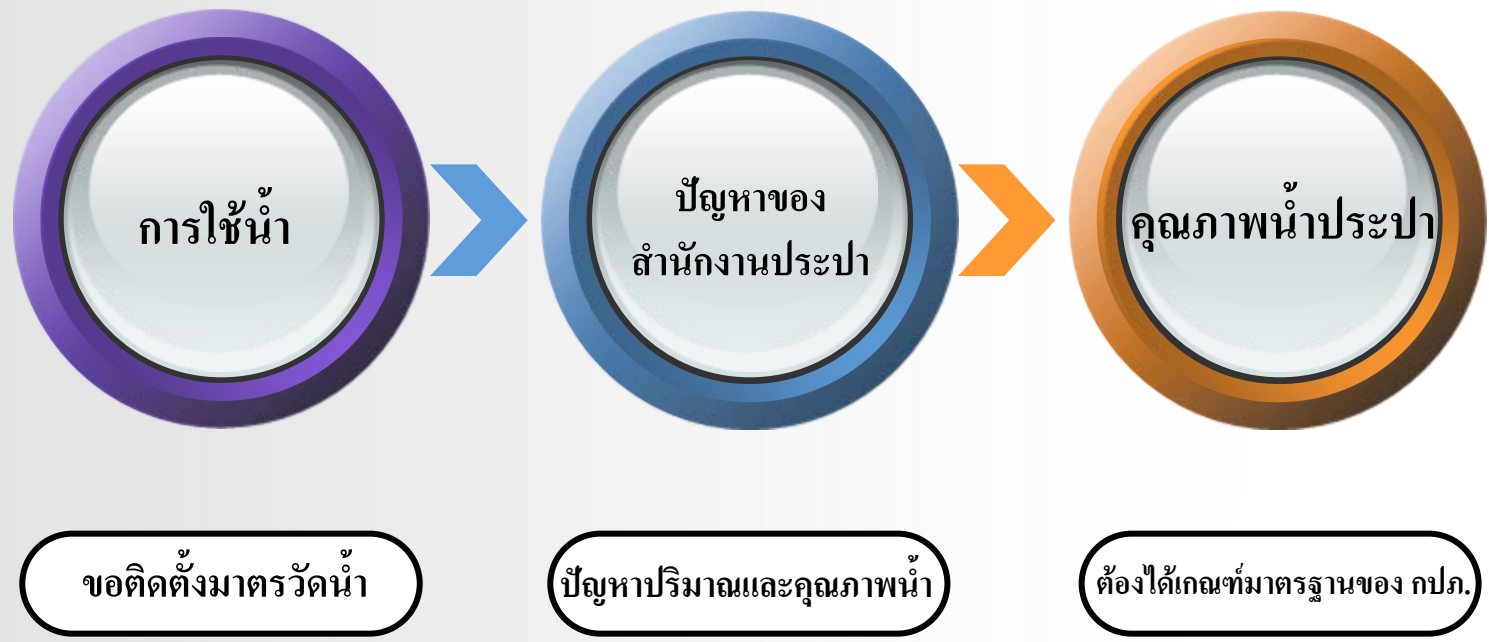 การใช้น้ำ
ปัญหาของ
สำนักงานประปา
คุณภาพน้ำประปา
ขอติดตั้งมาตรวัดน้ำ
ปัญหาปริมาณและคุณภาพน้ำ
ต้องได้เกณฑ์มาตรฐานของ กปภ.